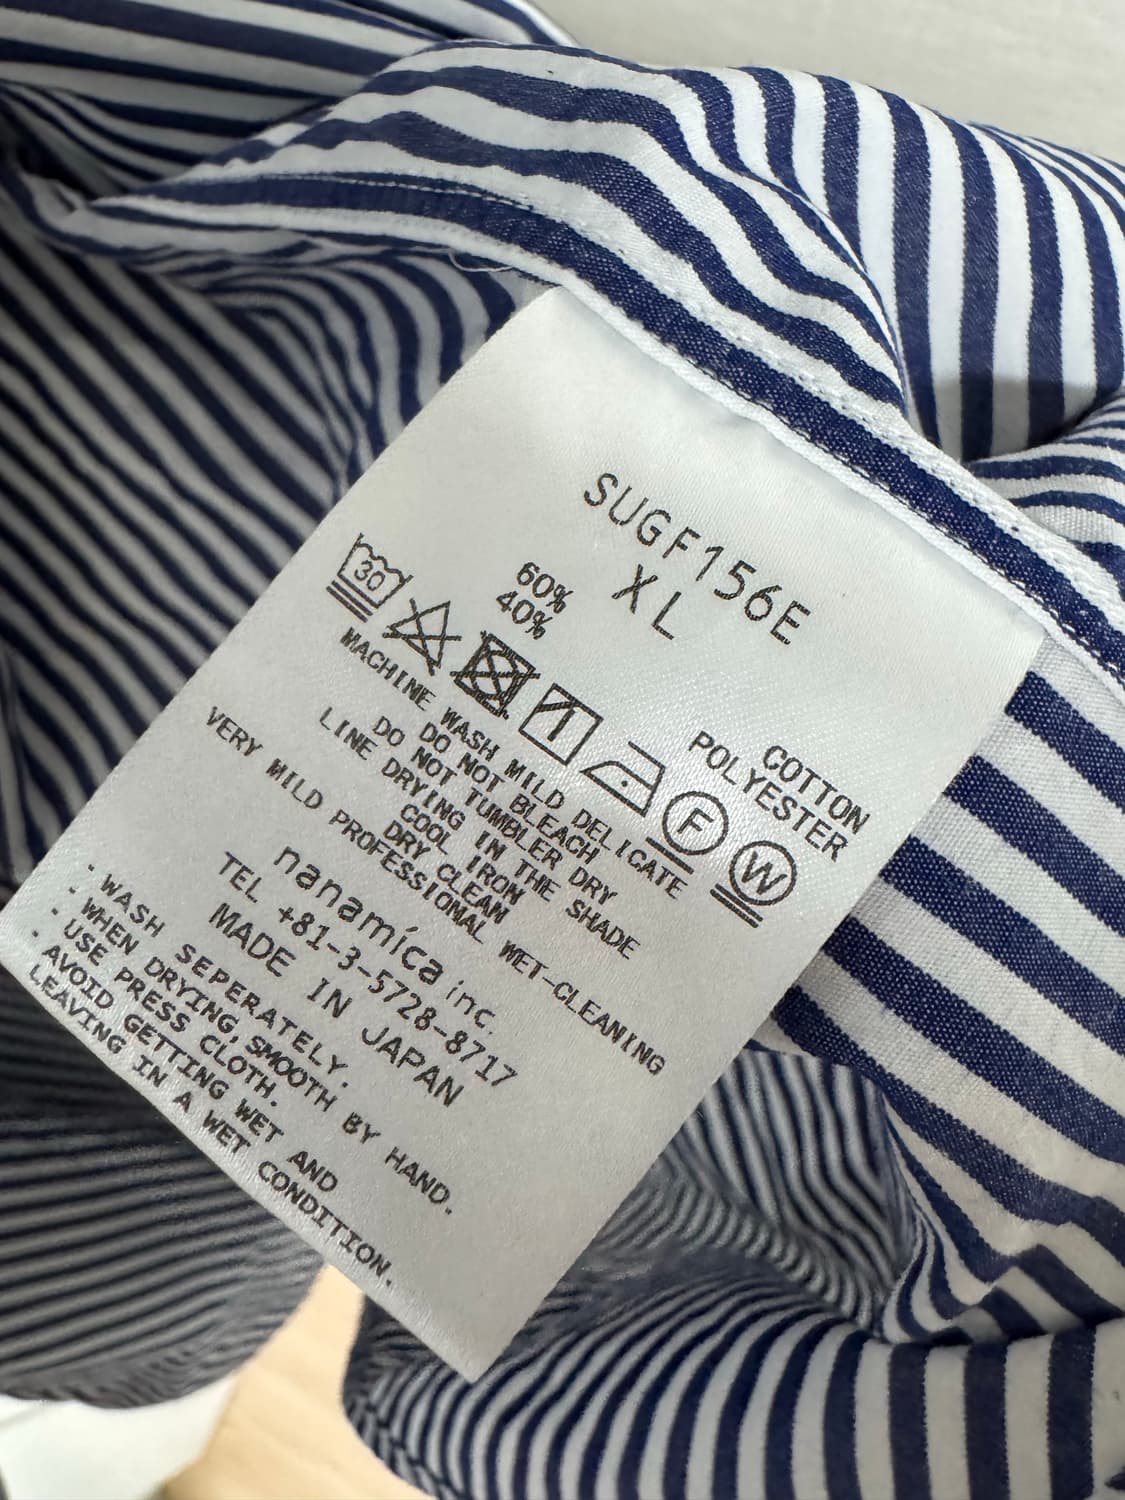 SUGF156E
XL
60% COTTON
40% POLYESTER
30
F
W
MACHINE WASH MILD DELICATE
DO NOT BLEACH
DO NOT TUMBLER DRY
LINE DRYING IN THE SHADE
COOL IRON
DRY CLEAN
VERY MILD PROFESSIONAL WET-CLEANING
nanamíca inc.
TEL +81-3-5728-8717
MADE IN JAPAN
- WASH SEPERATELY.
- WHEN DRYING, SMOOTH BY HAND.
- USE PRESS CLOTH.
- AVOID GETTING WET AND
LEAVING IN A WET CONDITION.